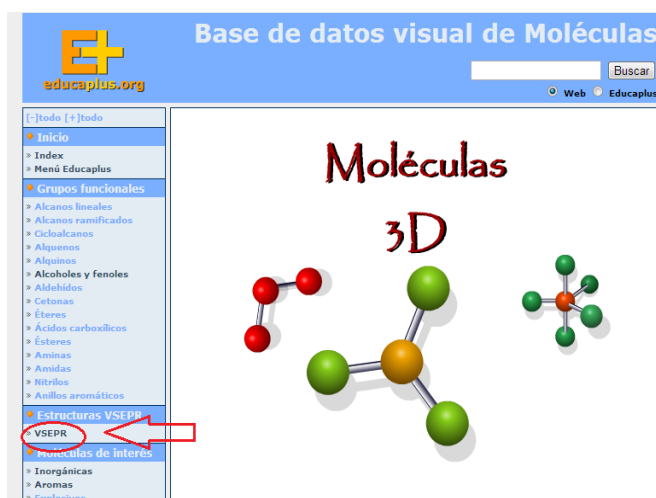 Base de datos visual de Moléculas
E+
educaplus.org
Buscar
Web Educaplus
[-]todo [+]todo
Inicio
» Index
» Menú Educaplus
Grupos funcionales
» Alcanos lineales
» Alcanos ramificados
» Cicloalcanos
» Alquenos
» Alquinos
» Alcoholes y fenoles
» Aldehídos
» Cetonas
» Éteres
» Ácidos carboxílicos
» Ésteres
» Aminas
» Amidas
» Nitrilos
» Anillos aromáticos
Estructuras VSEPR
» VSEPR
Moléculas de interés
» Inorgánicas
» Aromas
» Explosivos
Moléculas
3D